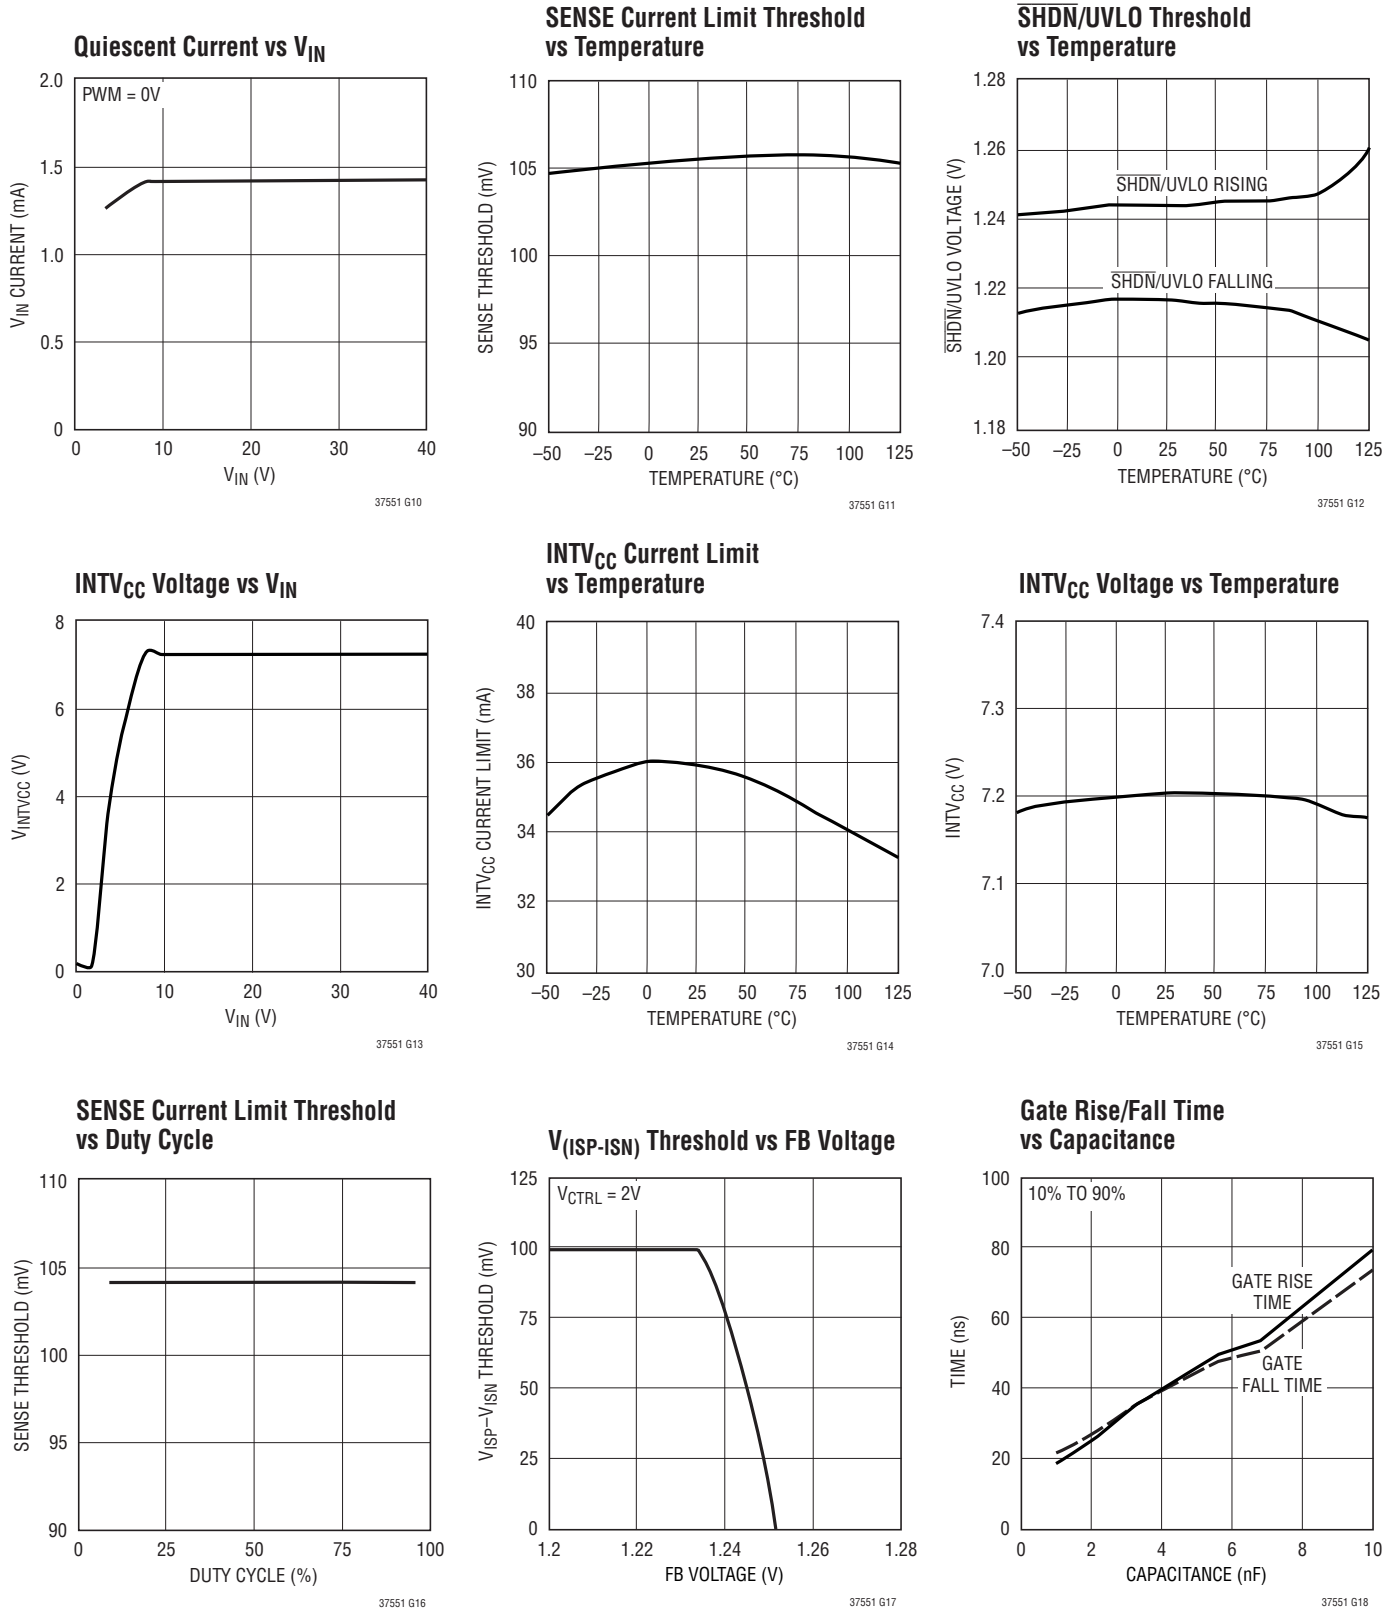 Quiescent Current vs VIN
2.0
1.5
1.0
0.5
0
PWM = 0V
VIN CURRENT (mA)
0 10 20 30 40
VIN (V)
37551 G10
SENSE Current Limit Threshold
vs Temperature
110
105
100
95
90
SENSE THRESHOLD (mV)
–50 –25 0 25 50 75 100 125
TEMPERATURE (°C)
37551 G11
SHDN/UVLO Threshold
vs Temperature
1.28
1.26
1.24
1.22
1.20
1.18
SHDN/UVLO VOLTAGE (V)
SHDN/UVLO RISING
SHDN/UVLO FALLING
–50 –25 0 25 50 75 100 125
TEMPERATURE (°C)
37551 G12
INTVCC Voltage vs VIN
8
6
4
2
0
VINTVCC (V)
0 10 20 30 40
VIN (V)
37551 G13
INTVCC Current Limit
vs Temperature
40
38
36
34
32
30
INTVCC CURRENT LIMIT (mA)
–50 –25 0 25 50 75 100 125
TEMPERATURE (°C)
37551 G14
INTVCC Voltage vs Temperature
7.4
7.3
7.2
7.1
7.0
INTVCC (V)
–50 –25 0 25 50 75 100 125
TEMPERATURE (°C)
37551 G15
SENSE Current Limit Threshold
vs Duty Cycle
110
105
100
95
90
SENSE THRESHOLD (mV)
0 25 50 75 100
DUTY CYCLE (%)
37551 G16
V(ISP-ISN) Threshold vs FB Voltage
125
100
75
50
25
0
VCTRL = 2V
VISP–VISN THRESHOLD (mV)
1.2 1.22 1.24 1.26 1.28
FB VOLTAGE (V)
37551 G17
Gate Rise/Fall Time
vs Capacitance
100
80
60
40
20
0
10% TO 90%
TIME (ns)
GATE RISE
TIME
GATE
FALL TIME
0 2 4 6 8 10
CAPACITANCE (nF)
37551 G18